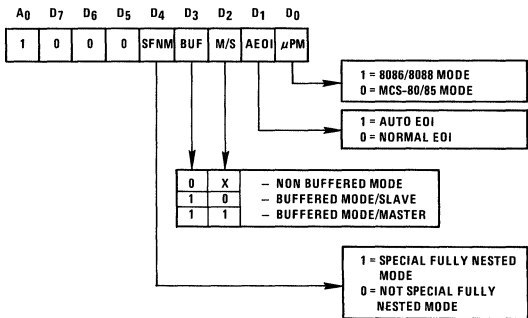 A0 D7 D6 D5 D4 D3 D2 D1 D0
1 0 0 0 SFNM BUF M/S AEOI μPM
1 = 8086/8088 MODE
0 = MCS-80/85 MODE
1 = AUTO EOI
0 = NORMAL EOI
0 X – NON BUFFERED MODE
1 0 – BUFFERED MODE/SLAVE
1 1 – BUFFERED MODE/MASTER
1 = SPECIAL FULLY NESTED
MODE
0 = NOT SPECIAL FULLY
NESTED MODE